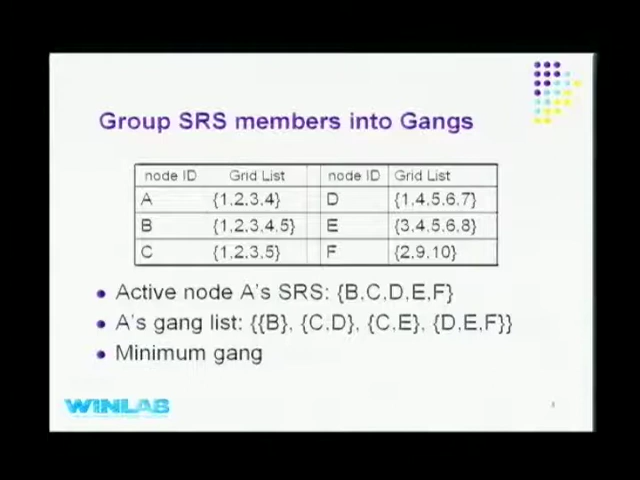 Group SRS members into Gangs
node ID Grid List node ID Grid List
A {1,2,3,4} D {1,4,5,6,7}
B {1,2,3,4,5} E {3,4,5,6,8}
C {1,2,3,5} F {2,9,10}
Active node A's SRS: {B,C,D,E,F}
A's gang list: {{B}, {C,D}, {C,E}, {D,E,F}}
Minimum gang
WINLAB